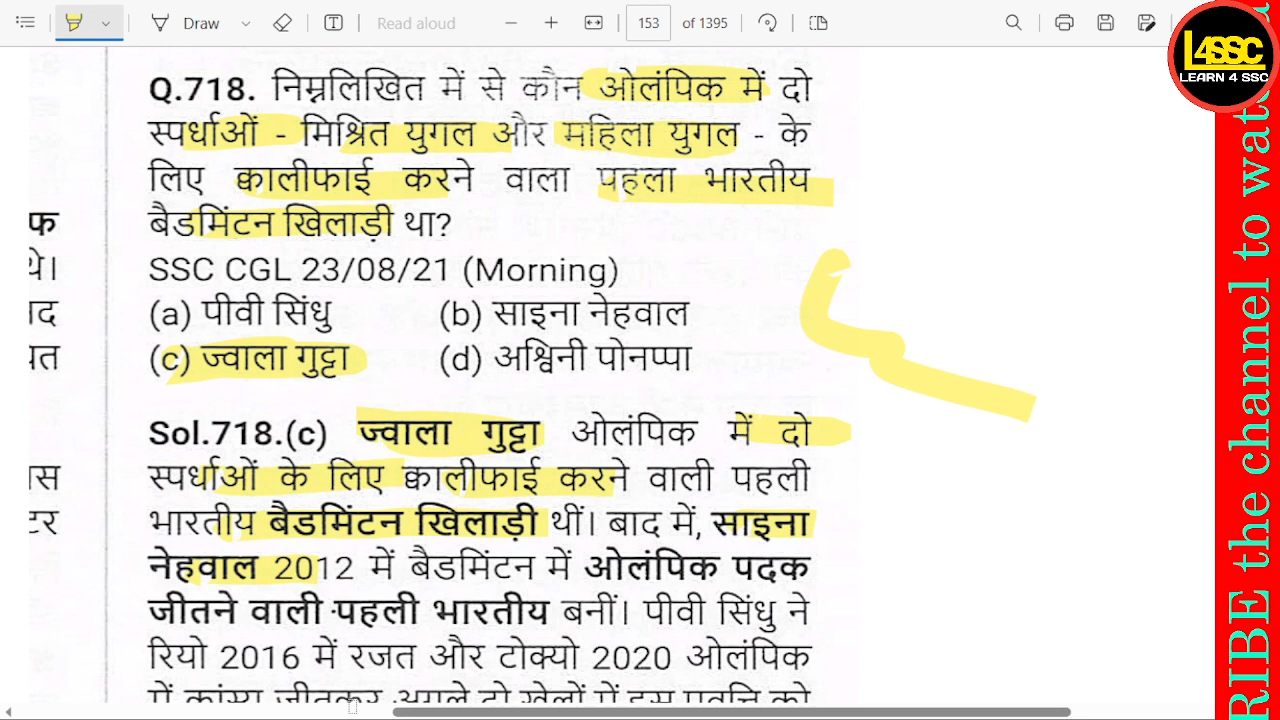 Draw
Read aloud
153 of 1395
L4SSC
LEARN 4 SSC
Q.718. निम्नलिखित में से कौन ओलंपिक में दो
स्पर्धाओं - मिश्रित युगल और महिला युगल - के
लिए क्वालीफाई करने वाला पहला भारतीय
बैडमिंटन खिलाड़ी था?
SSC CGL 23/08/21 (Morning)
(a) पीवी सिंधु (b) साइना नेहवाल
(c) ज्वाला गुट्टा (d) अश्विनी पोनप्पा
Sol.718.(c) ज्वाला गुट्टा ओलंपिक में दो
स्पर्धाओं के लिए क्वालीफाई करने वाली पहली
भारतीय बैडमिंटन खिलाड़ी थीं। बाद में, साइना
नेहवाल 2012 में बैडमिंटन में ओलंपिक पदक
जीतने वाली पहली भारतीय बनीं। पीवी सिंधु ने
रियो 2016 में रजत और टोक्यो 2020 ओलंपिक
RIBE the channel to watc